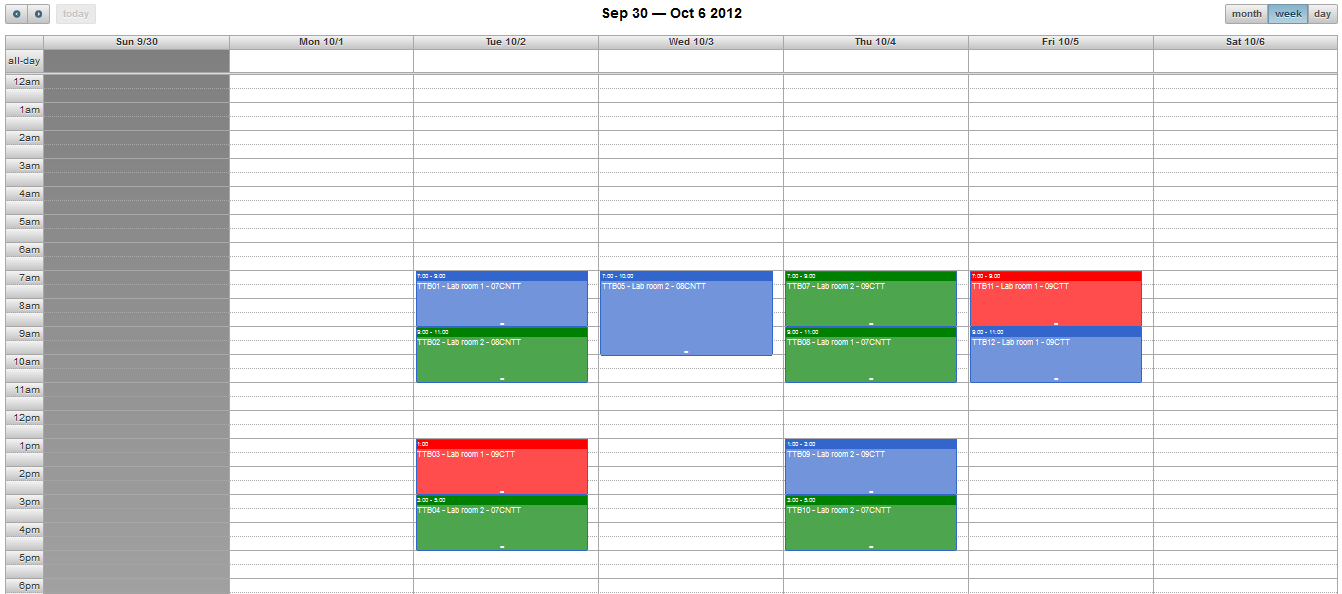 today
Sep 30 — Oct 6 2012
month week day
Sun 9/30 Mon 10/1 Tue 10/2 Wed 10/3 Thu 10/4 Fri 10/5 Sat 10/6
all-day
12am
1am
2am
3am
4am
5am
6am
7am
8am
9am
10am
11am
12pm
1pm
2pm
3pm
4pm
5pm
6pm
7:00 - 9:00
TTB01 - Lab room 1 - 07CNTT
9:00 - 11:00
TTB02 - Lab room 2 - 08CNTT
1:00
TTB03 - Lab room 1 - 09CTT
3:00 - 5:00
TTB04 - Lab room 2 - 07CNTT
7:00 - 10:00
TTB05 - Lab room 2 - 08CNTT
7:00 - 9:00
TTB07 - Lab room 2 - 09CTT
9:00 - 11:00
TTB08 - Lab room 1 - 07CNTT
1:00 - 3:00
TTB09 - Lab room 2 - 09CTT
3:00 - 5:00
TTB10 - Lab room 2 - 07CNTT
7:00 - 9:00
TTB11 - Lab room 1 - 09CTT
9:00 - 11:00
TTB12 - Lab room 1 - 09CTT